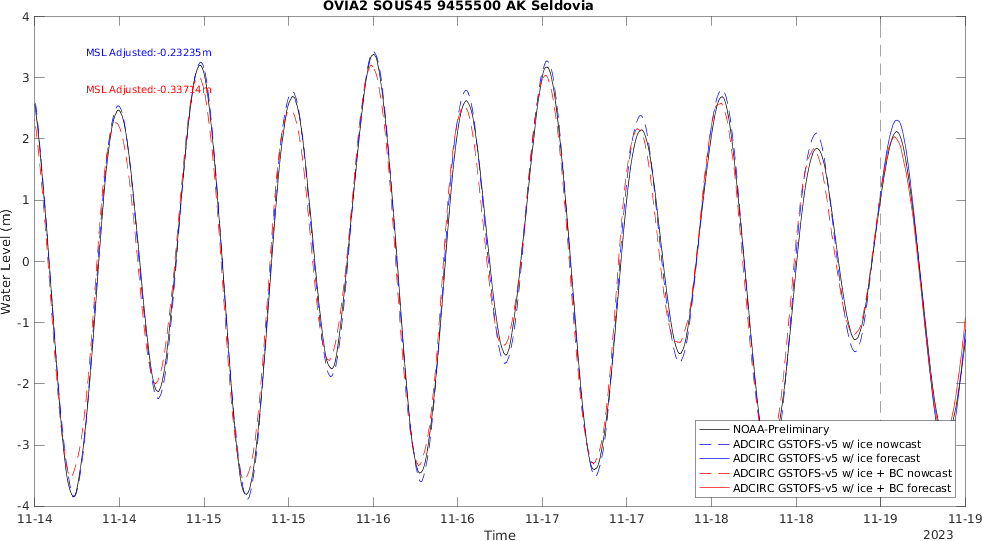 OVIA2 SOUS45 9455500 AK Seldovia
MSL Adjusted:-0.23235m
MSL Adjusted:-0.33714m
Water Level (m)
4
3
2
1
0
-1
-2
-3
-4
NOAA-Preliminary
ADCIRC GSTOFS-v5 w/ ice nowcast
ADCIRC GSTOFS-v5 w/ ice forecast
ADCIRC GSTOFS-v5 w/ ice + BC nowcast
ADCIRC GSTOFS-v5 w/ ice + BC forecast
11-14 11-14 11-15 11-15 11-16 11-16 11-17 11-17 11-18 11-18 11-19 11-19
Time
2023